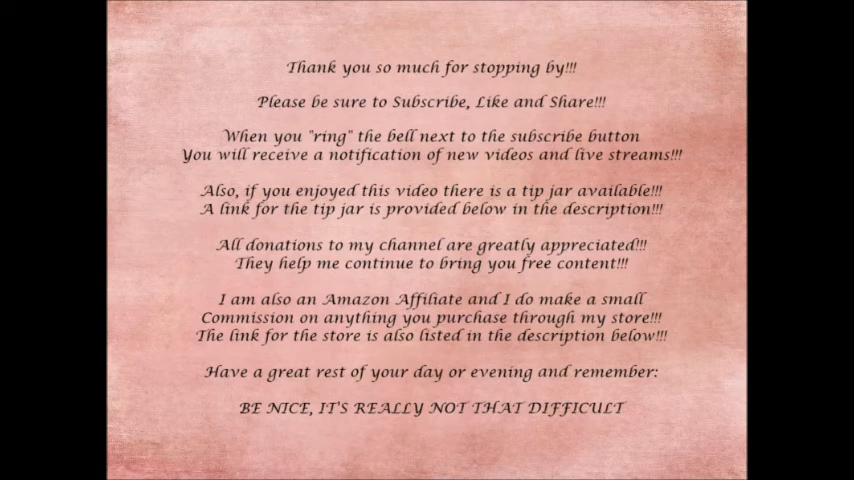 Thank you so much for stopping by!!!
Please be sure to Subscribe, Like and Share!!!
When you "ring" the bell next to the subscribe button
You will receive a notification of new videos and live streams!!!
Also, if you enjoyed this video there is a tip jar available!!!
A link for the tip jar is provided below in the description!!!
All donations to my channel are greatly appreciated!!!
They help me continue to bring you free content!!!
I am also an Amazon Affiliate and I do make a small
Commission on anything you purchase through my store!!!
The link for the store is also listed in the description below!!!
Have a great rest of your day or evening and remember:
BE NICE, IT'S REALLY NOT THAT DIFFICULT